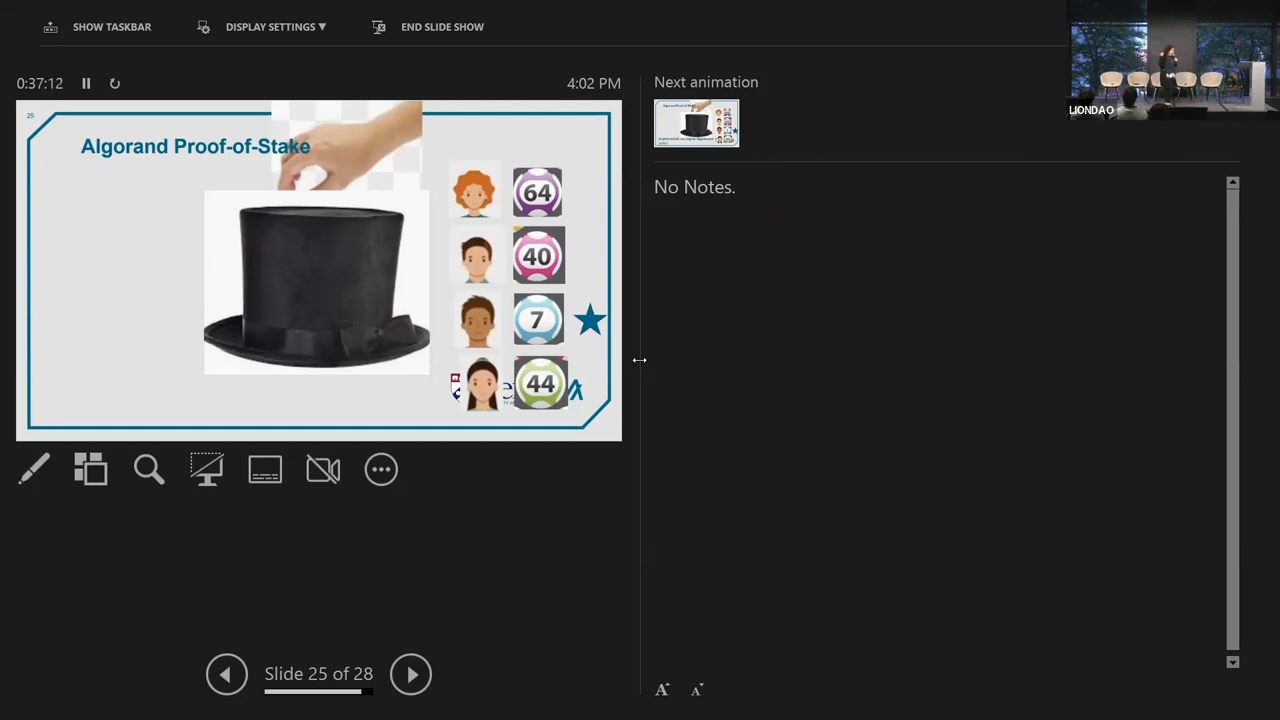 SHOW TASKBAR
DISPLAY SETTINGS ▼
END SLIDE SHOW
0:37:12
4:02 PM
Next animation
LIONDAO
25
Algorand Proof-of-Stake
64
40
7
44
No Notes.
Slide 25 of 28
A
A